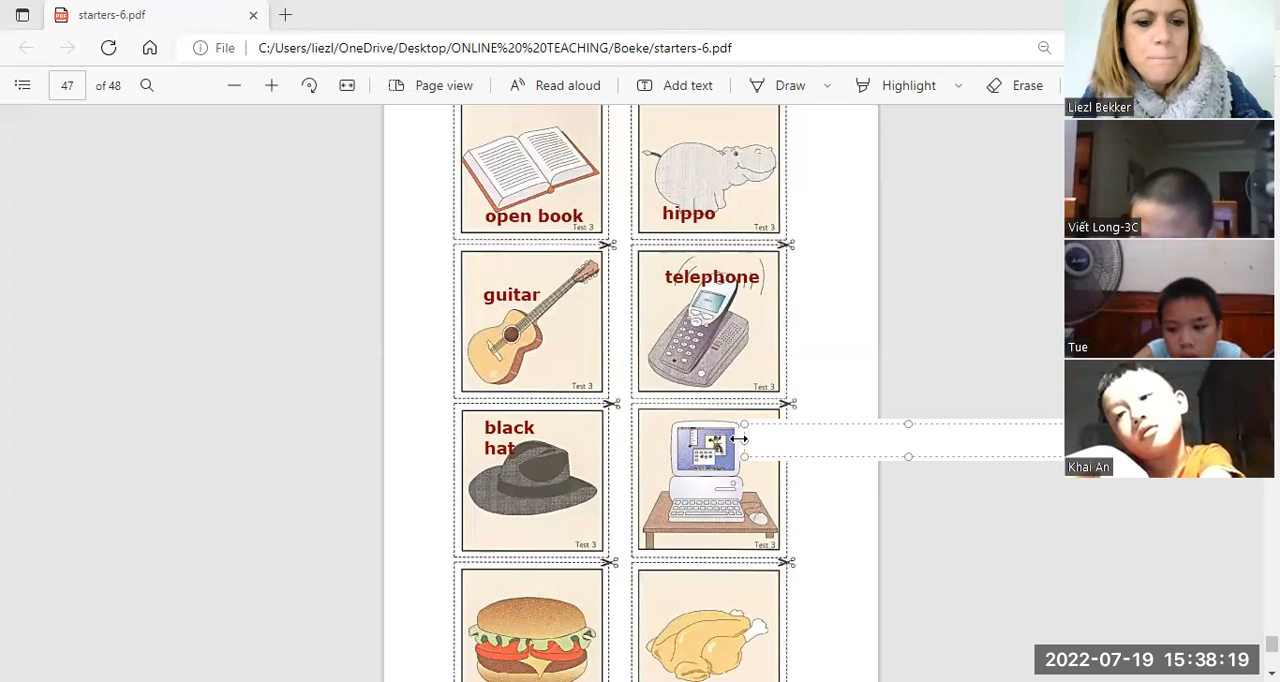 starters-6.pdf
File
C:/Users/liezl/OneDrive/Desktop/ONLINE%20%20TEACHING/Boeke/starters-6.pdf
47 of 48
Page view
Read aloud
Add text
Draw
Highlight
Erase
open book
Test 3
hippo
Test 3
guitar
Test 3
telephone
Test 3
black
hat
Test 3
Test 3
Liezl Bekker
Viết Long-3C
Tue
Khai An
2022-07-19 15:38:19